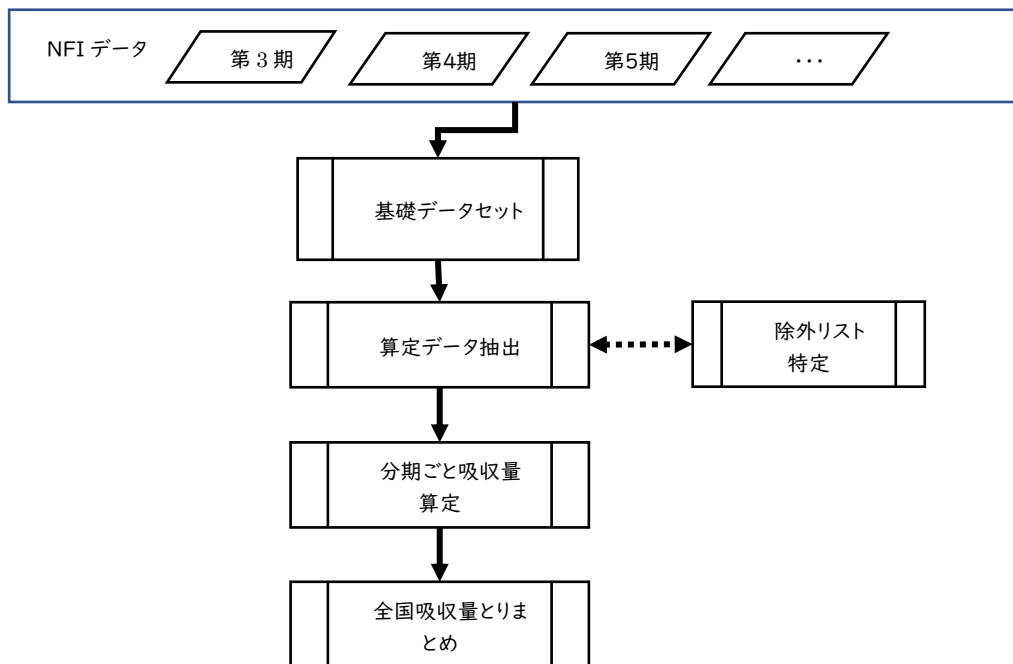 NFI データ
第３期
第4期
第5期
・・・
基礎データセット
算定データ抽出
除外リスト
特定
分期ごと吸収量
算定
全国吸収量とりま
とめ